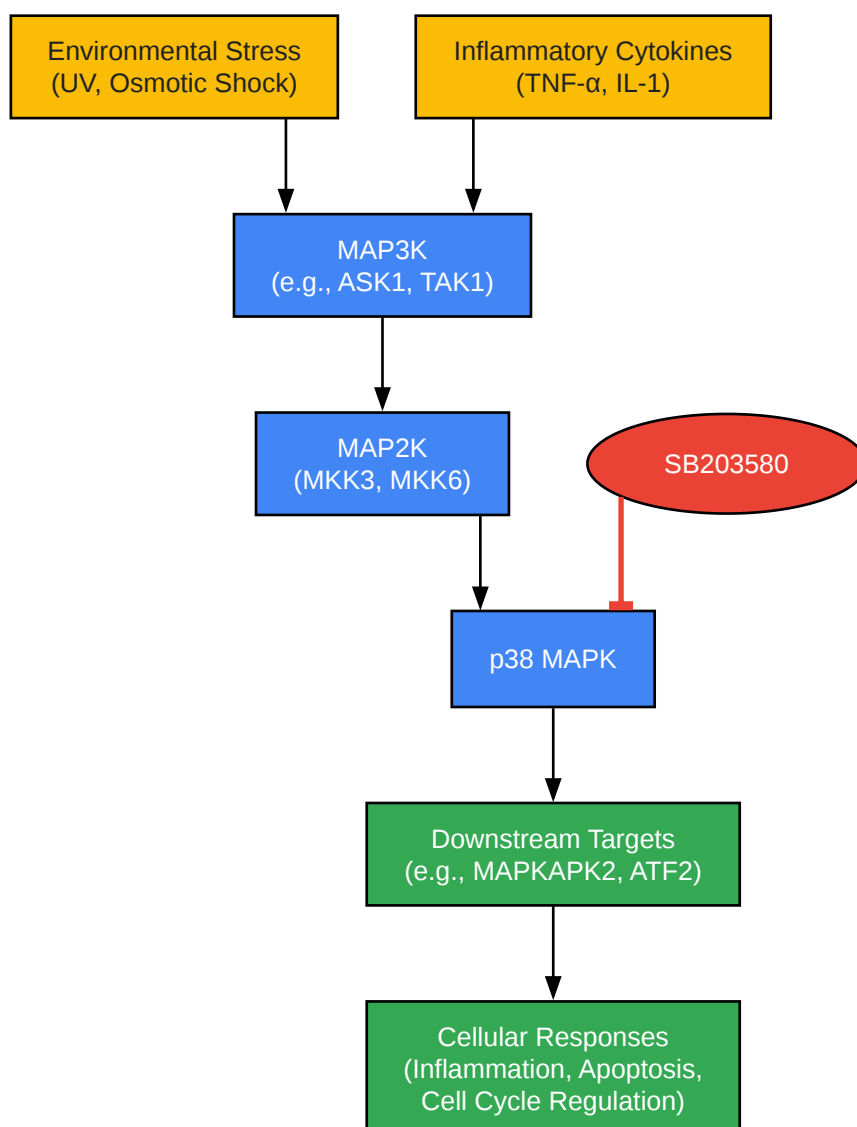 Environmental Stress
(UV, Osmotic Shock)
Inflammatory Cytokines
(TNF-α, IL-1)
MAP3K
(e.g., ASK1, TAK1)
MAP2K
(MKK3, MKK6)
SB203580
p38 MAPK
Downstream Targets
(e.g., MAPKAPK2, ATF2)
Cellular Responses
(Inflammation, Apoptosis,
Cell Cycle Regulation)